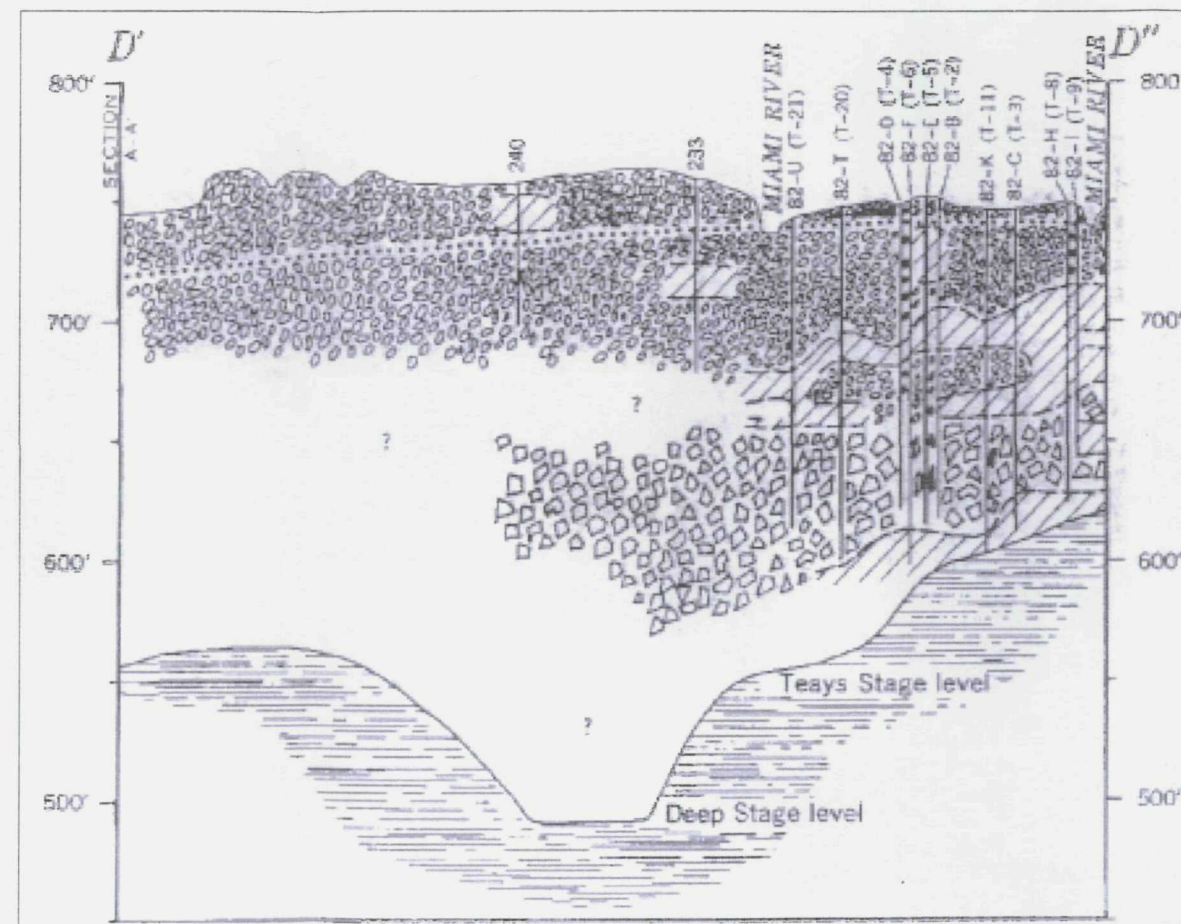 D'
D"
800'
700'
600'
500'
SECTION
A-A'
240
233
MIAMI RIVER
82-U (T-21)
82-T (T-20)
82-D (T-4)
82-F (T-6)
82-E (T-5)
82-B (T-2)
82-K (T-11)
82-C (T-3)
82-H (T-8)
82-I (T-9)
MIAMI RIVER
800'
700'
600'
500'
?
?
?
Teays Stage level
Deep Stage level